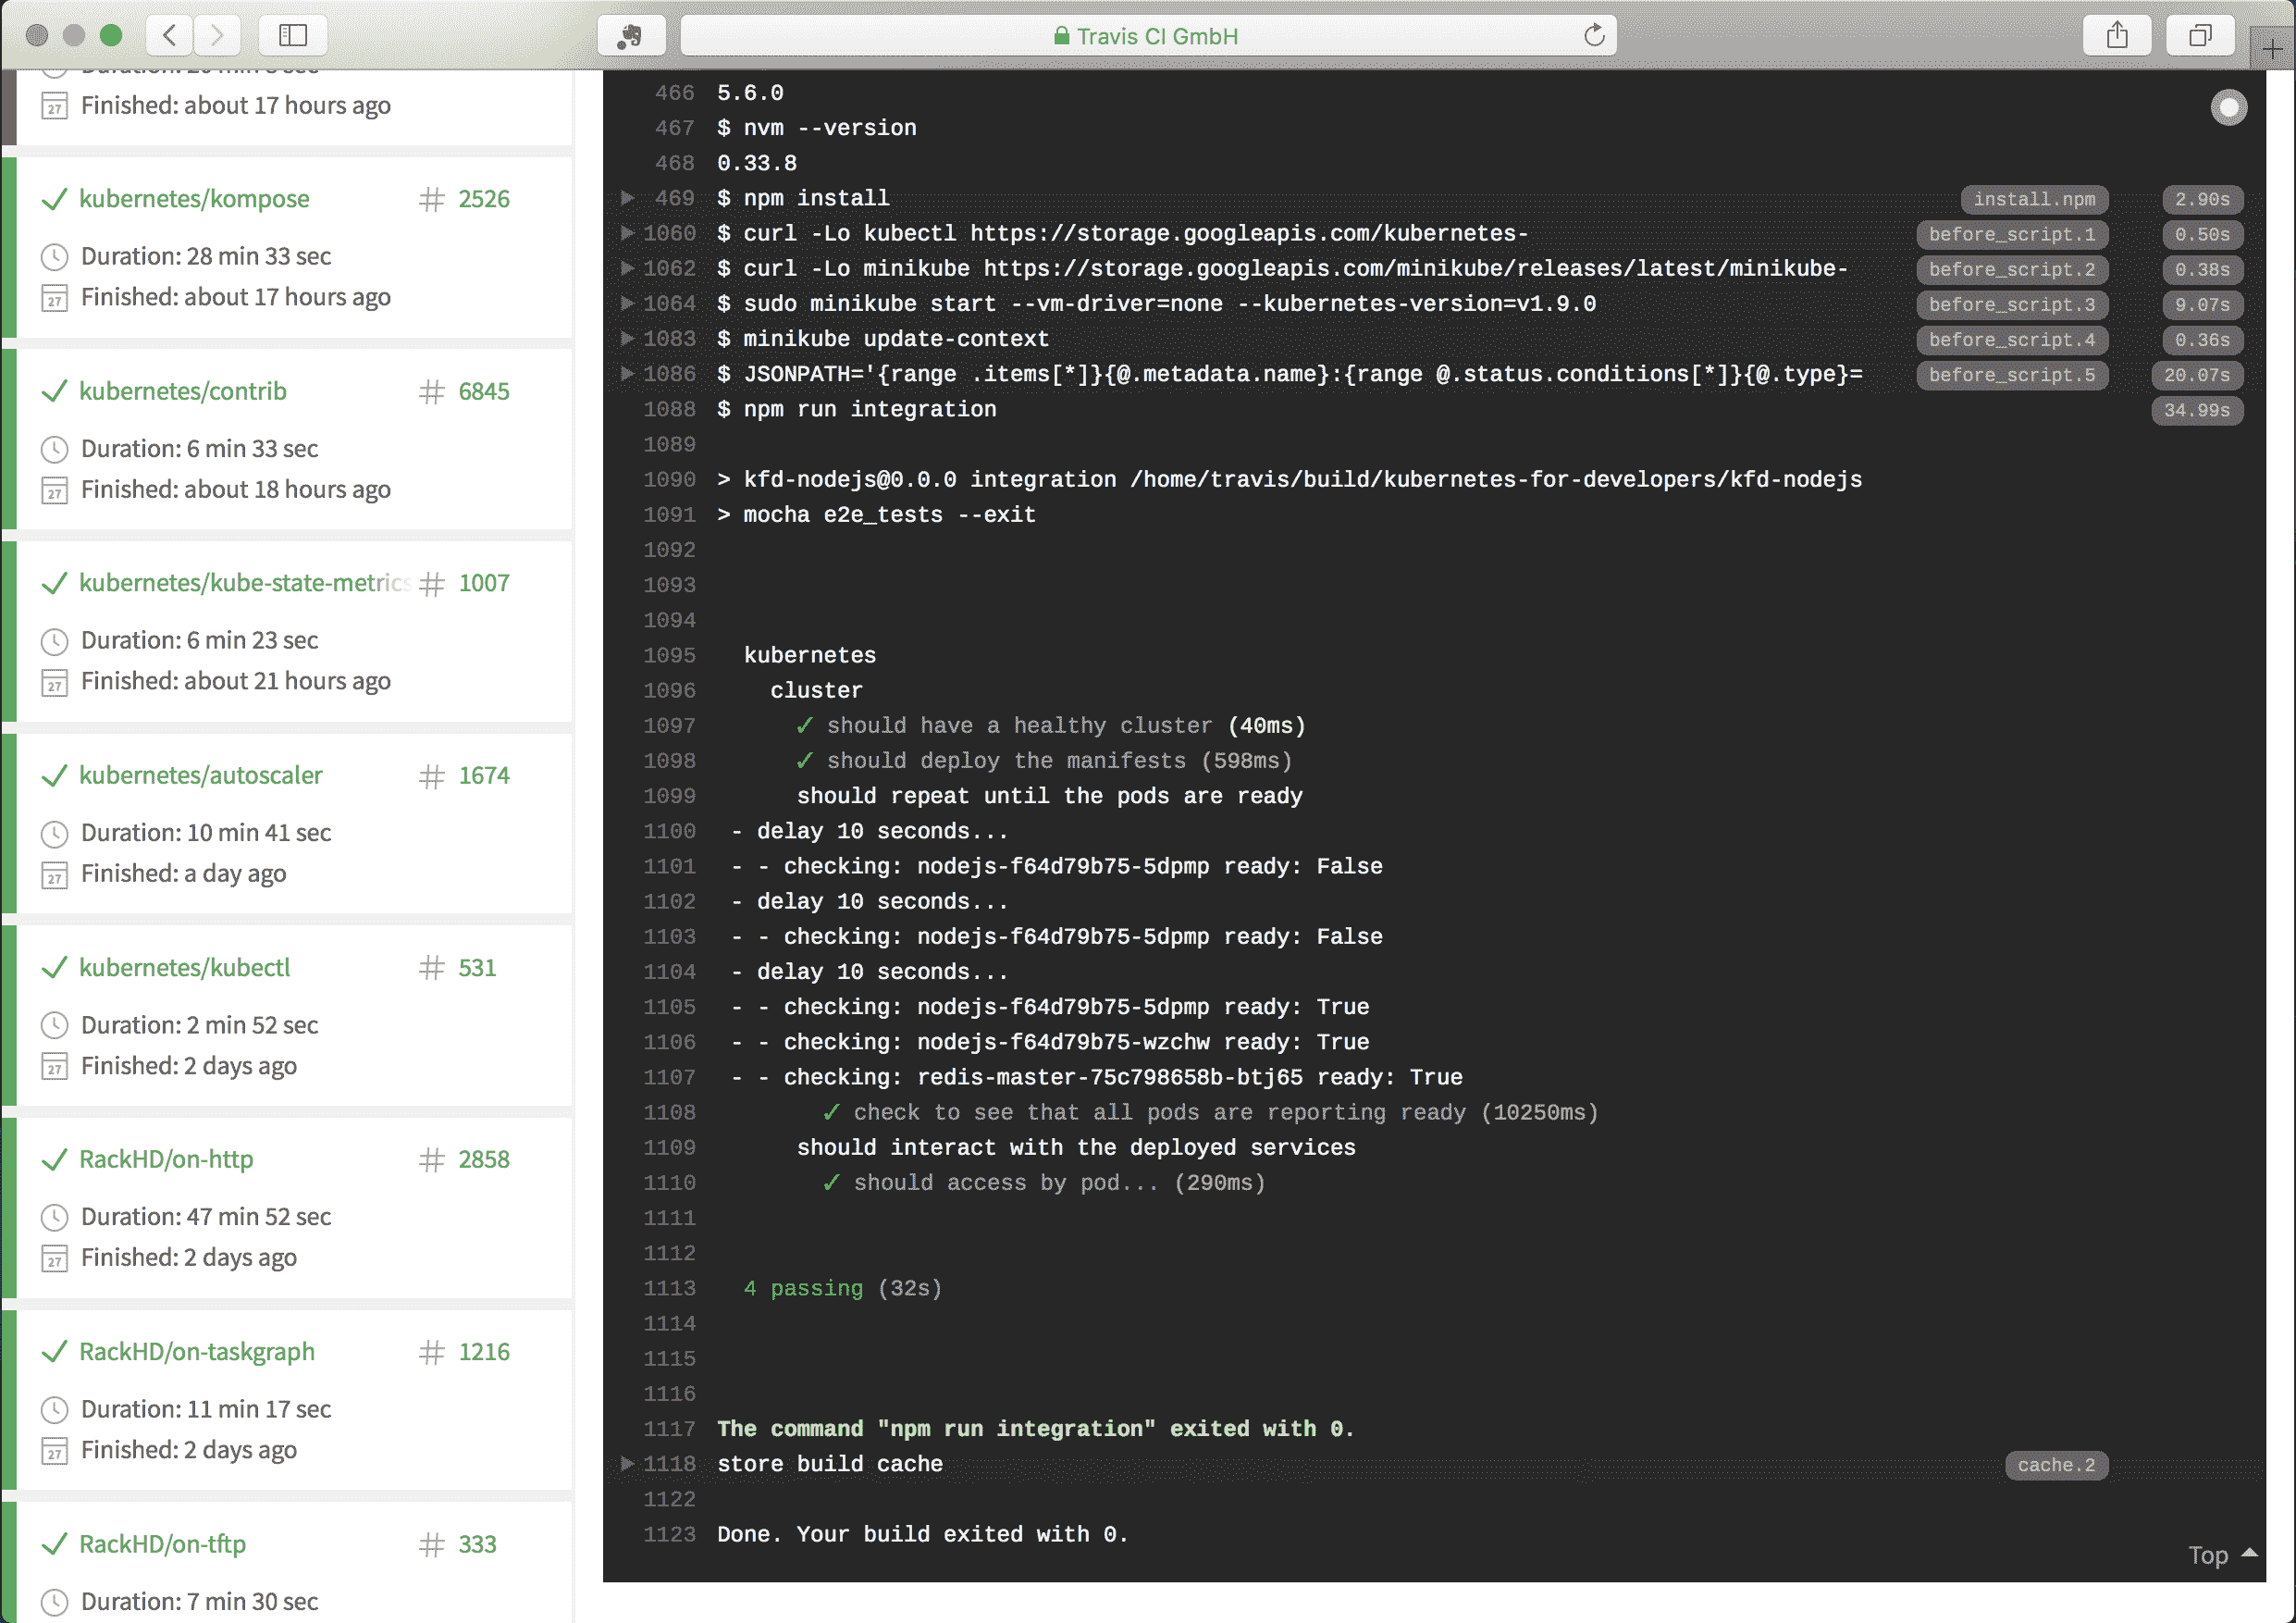 Travis CI GmbH
Finished: about 17 hours ago
kubernetes/kompose # 2526
Duration: 28 min 33 sec
27 Finished: about 17 hours ago
kubernetes/contrib # 6845
Duration: 6 min 33 sec
27 Finished: about 18 hours ago
kubernetes/kube-state-metrics # 1007
Duration: 6 min 23 sec
27 Finished: about 21 hours ago
kubernetes/autoscaler # 1674
Duration: 10 min 41 sec
27 Finished: a day ago
kubernetes/kubectl # 531
Duration: 2 min 52 sec
27 Finished: 2 days ago
RackHD/on-http # 2858
Duration: 47 min 52 sec
27 Finished: 2 days ago
RackHD/on-taskgraph # 1216
Duration: 11 min 17 sec
27 Finished: 2 days ago
RackHD/on-tftp # 333
Duration: 7 min 30 sec
466 5.6.0
467 $ nvm --version
468 0.33.8
469 $ npm install install.npm 2.90s
1060 $ curl -Lo kubectl https://storage.googleapis.com/kubernetes- before_script.1 0.50s
1062 $ curl -Lo minikube https://storage.googleapis.com/minikube/releases/latest/minikube- before_script.2 0.38s
1064 $ sudo minikube start --vm-driver=none --kubernetes-version=v1.9.0 before_script.3 9.07s
1083 $ minikube update-context before_script.4 0.36s
1086 $ JSONPATH='{range .items[*]}{@.metadata.name}:{range @.status.conditions[*]}{@.type}= before_script.5 20.07s
1088 $ npm run integration 34.99s
1089
1090 > kfd-nodejs@0.0.0 integration /home/travis/build/kubernetes-for-developers/kfd-nodejs
1091 > mocha e2e_tests --exit
1092
1093
1094
1095 kubernetes
1096 cluster
1097 ✓ should have a healthy cluster (40ms)
1098 ✓ should deploy the manifests (598ms)
1099 should repeat until the pods are ready
1100 - delay 10 seconds...
1101 - - checking: nodejs-f64d79b75-5dpmp ready: False
1102 - delay 10 seconds...
1103 - - checking: nodejs-f64d79b75-5dpmp ready: False
1104 - delay 10 seconds...
1105 - - checking: nodejs-f64d79b75-5dpmp ready: True
1106 - - checking: nodejs-f64d79b75-wzchw ready: True
1107 - - checking: redis-master-75c798658b-btj65 ready: True
1108 ✓ check to see that all pods are reporting ready (10250ms)
1109 should interact with the deployed services
1110 ✓ should access by pod... (290ms)
1111
1112
1113 4 passing (32s)
1114
1115
1116
1117 The command "npm run integration" exited with 0.
1118 store build cache cache.2
1122
1123 Done. Your build exited with 0.
Top